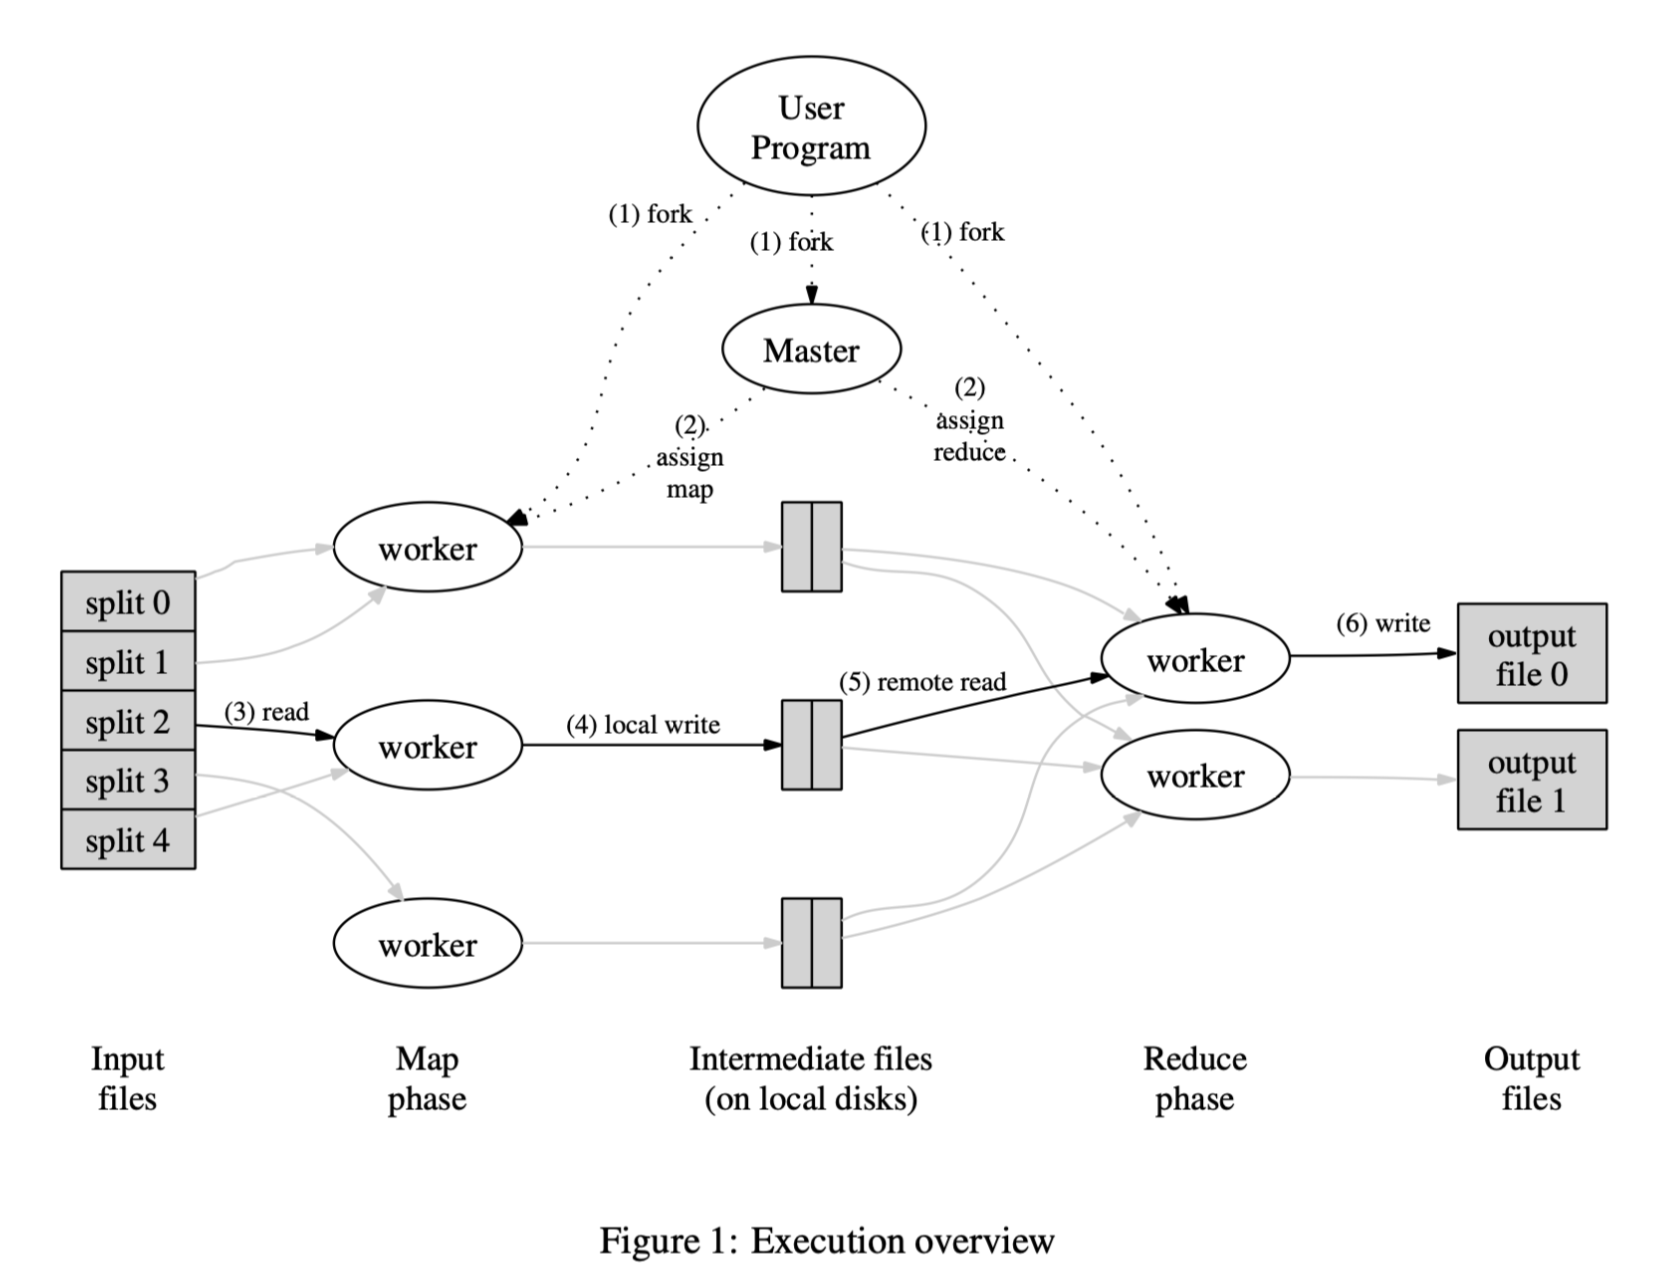 User
Program
(1) fork
(1) fork
(1) fork
Master
(2)
assign
map
(2)
assign
reduce
worker
split 0
split 1
split 2
split 3
split 4
(3) read
worker
(4) local write
(5) remote read
worker
(6) write
output
file 0
worker
output
file 1
worker
Input
files
Map
phase
Intermediate files
(on local disks)
Reduce
phase
Output
files
Figure 1: Execution overview